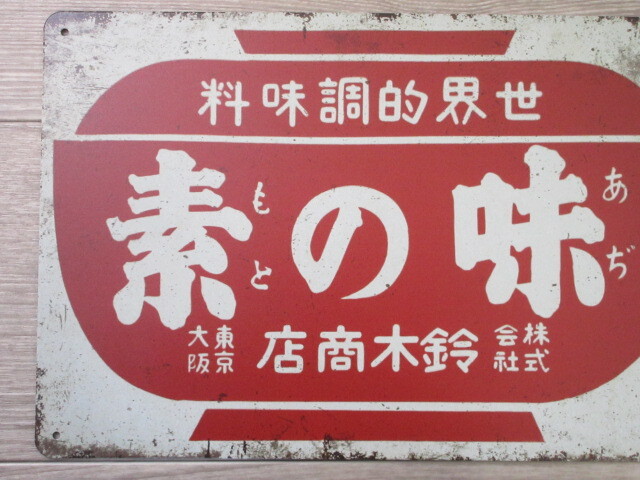 世界的調味料
味の素
あぢ
もと
株式会社鈴木商店
東京
大阪